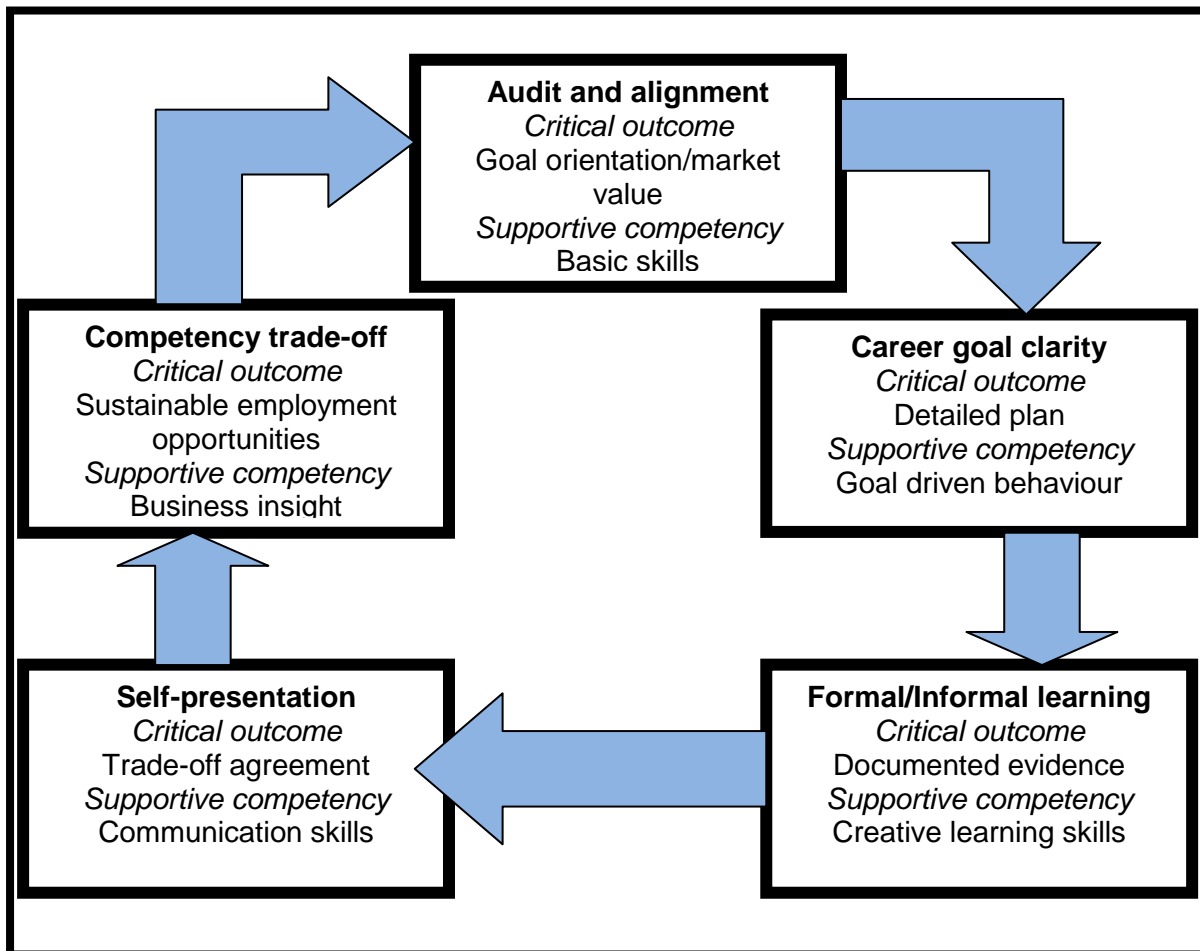 Audit and alignment
Critical outcome
Goal orientation/market
value
Supportive competency
Basic skills
Competency trade-off
Critical outcome
Sustainable employment
opportunities
Supportive competency
Business insight
Career goal clarity
Critical outcome
Detailed plan
Supportive competency
Goal driven behaviour
Self-presentation
Critical outcome
Trade-off agreement
Supportive competency
Communication skills
Formal/Informal learning
Critical outcome
Documented evidence
Supportive competency
Creative learning skills